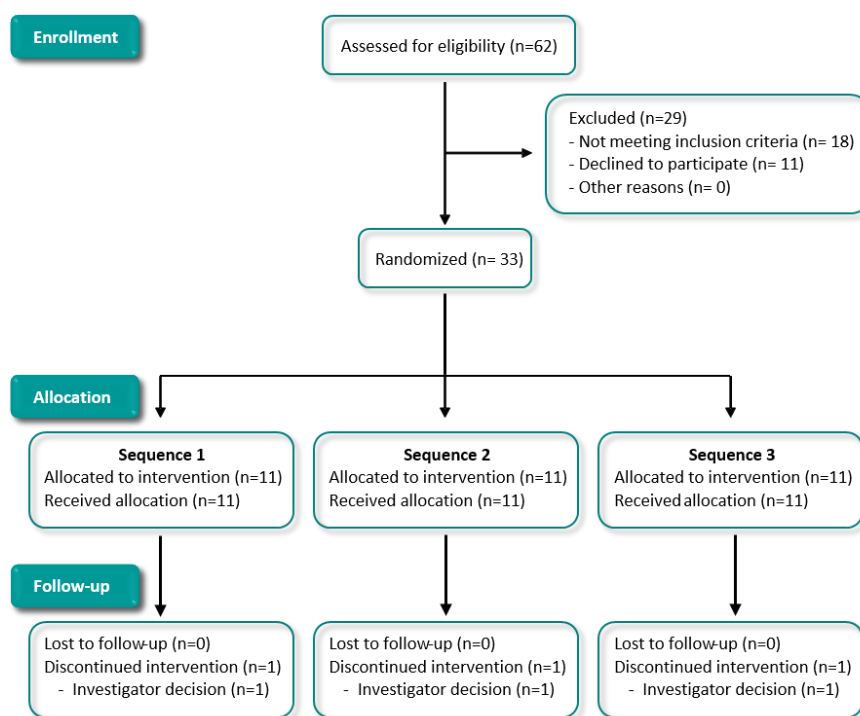 Enrollment
Assessed for eligibility (n=62)
Excluded (n=29)
- Not meeting inclusion criteria (n= 18)
- Declined to participate (n= 11)
- Other reasons (n= 0)
Randomized (n= 33)
Allocation
Sequence 1
Allocated to intervention (n=11)
Received allocation (n=11)
Sequence 2
Allocated to intervention (n=11)
Received allocation (n=11)
Sequence 3
Allocated to intervention (n=11)
Received allocation (n=11)
Follow-up
Lost to follow-up (n=0)
Discontinued intervention (n=1)
- Investigator decision (n=1)
Lost to follow-up (n=0)
Discontinued intervention (n=1)
- Investigator decision (n=1)
Lost to follow-up (n=0)
Discontinued intervention (n=1)
- Investigator decision (n=1)